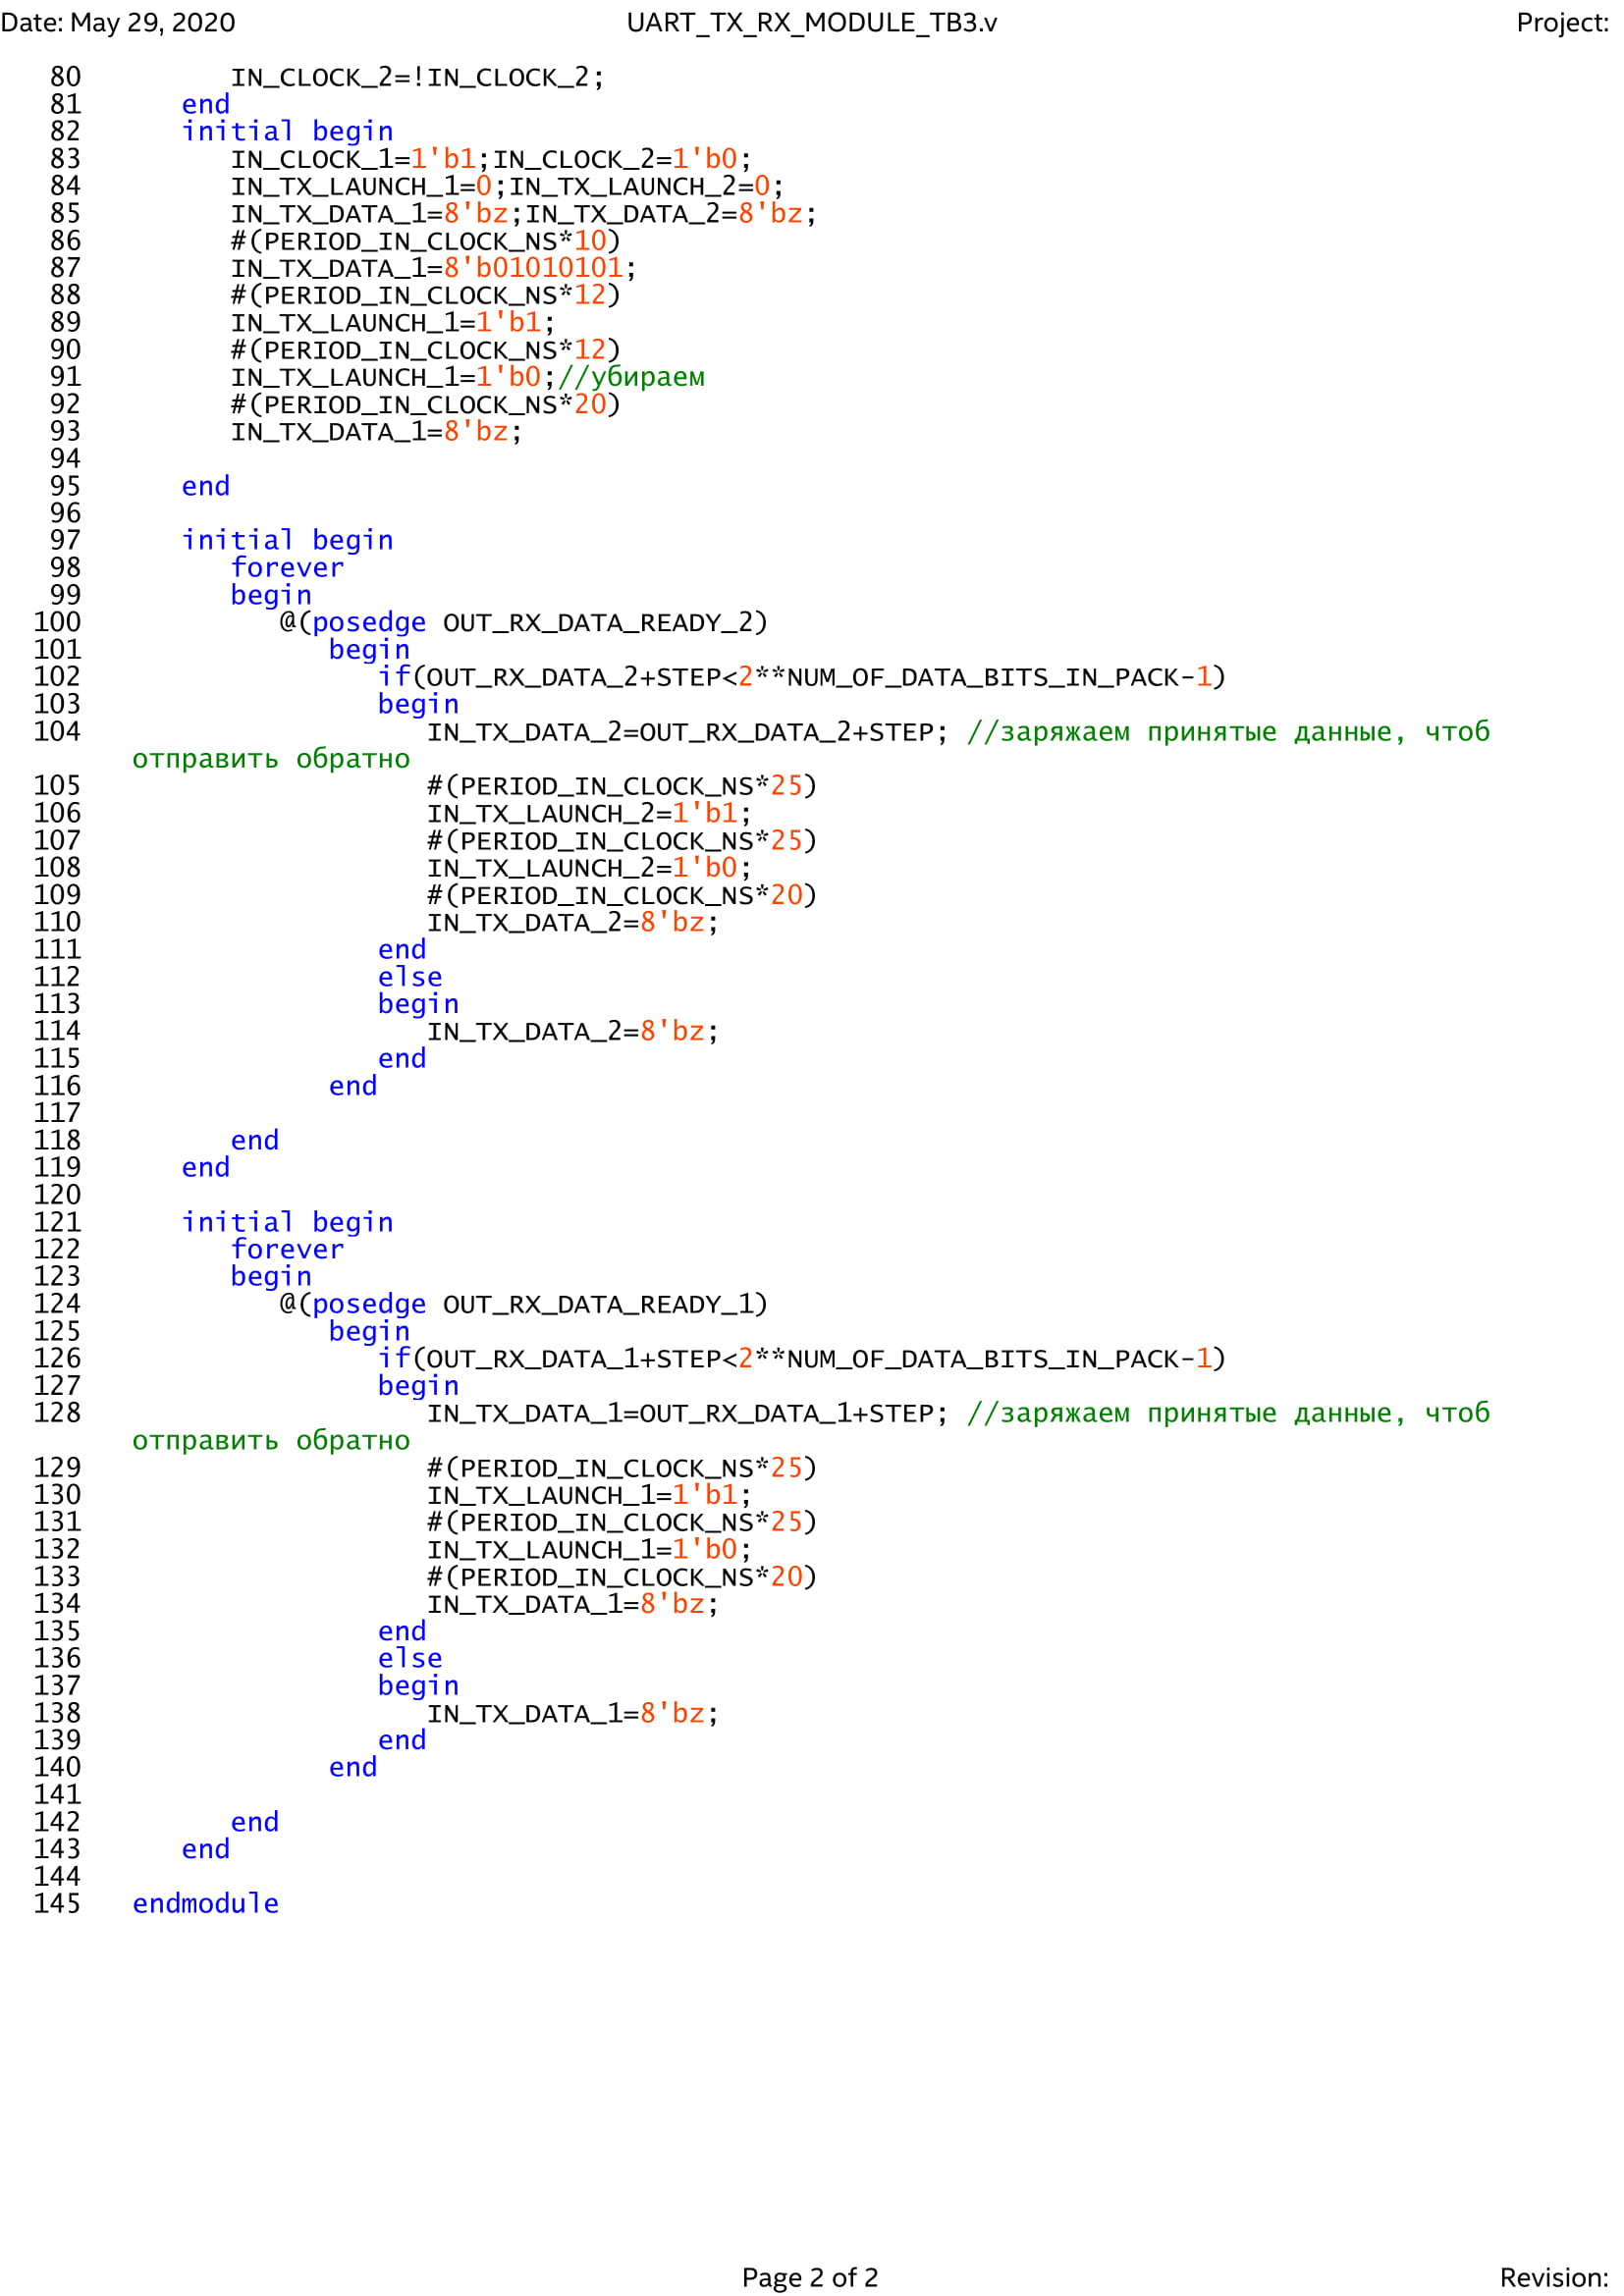 Date: May 29, 2020 UART_TX_RX_MODULE_TB3.v Project:
80 IN_CLOCK_2=!IN_CLOCK_2;
81 end
82 initial begin
83 IN_CLOCK_1=1'b1;IN_CLOCK_2=1'b0;
84 IN_TX_LAUNCH_1=0;IN_TX_LAUNCH_2=0;
85 IN_TX_DATA_1=8'bz;IN_TX_DATA_2=8'bz;
86 #(PERIOD_IN_CLOCK_NS*10)
87 IN_TX_DATA_1=8'b01010101;
88 #(PERIOD_IN_CLOCK_NS*12)
89 IN_TX_LAUNCH_1=1'b1;
90 #(PERIOD_IN_CLOCK_NS*12)
91 IN_TX_LAUNCH_1=1'b0;//убираем
92 #(PERIOD_IN_CLOCK_NS*20)
93 IN_TX_DATA_1=8'bz;
94
95 end
96
97 initial begin
98 forever
99 begin
100 @(posedge OUT_RX_DATA_READY_2)
101 begin
102 if(OUT_RX_DATA_2+STEP<2**NUM_OF_DATA_BITS_IN_PACK-1)
103 begin
104 IN_TX_DATA_2=OUT_RX_DATA_2+STEP; //заряжаем принятые данные, чтоб
отправить обратно
105 #(PERIOD_IN_CLOCK_NS*25)
106 IN_TX_LAUNCH_2=1'b1;
107 #(PERIOD_IN_CLOCK_NS*25)
108 IN_TX_LAUNCH_2=1'b0;
109 #(PERIOD_IN_CLOCK_NS*20)
110 IN_TX_DATA_2=8'bz;
111 end
112 else
113 begin
114 IN_TX_DATA_2=8'bz;
115 end
116 end
117
118 end
119 end
120
121 initial begin
122 forever
123 begin
124 @(posedge OUT_RX_DATA_READY_1)
125 begin
126 if(OUT_RX_DATA_1+STEP<2**NUM_OF_DATA_BITS_IN_PACK-1)
127 begin
128 IN_TX_DATA_1=OUT_RX_DATA_1+STEP; //заряжаем принятые данные, чтоб
отправить обратно
129 #(PERIOD_IN_CLOCK_NS*25)
130 IN_TX_LAUNCH_1=1'b1;
131 #(PERIOD_IN_CLOCK_NS*25)
132 IN_TX_LAUNCH_1=1'b0;
133 #(PERIOD_IN_CLOCK_NS*20)
134 IN_TX_DATA_1=8'bz;
135 end
136 else
137 begin
138 IN_TX_DATA_1=8'bz;
139 end
140 end
141
142 end
143 end
144
145 endmodule
Page 2 of 2 Revision: